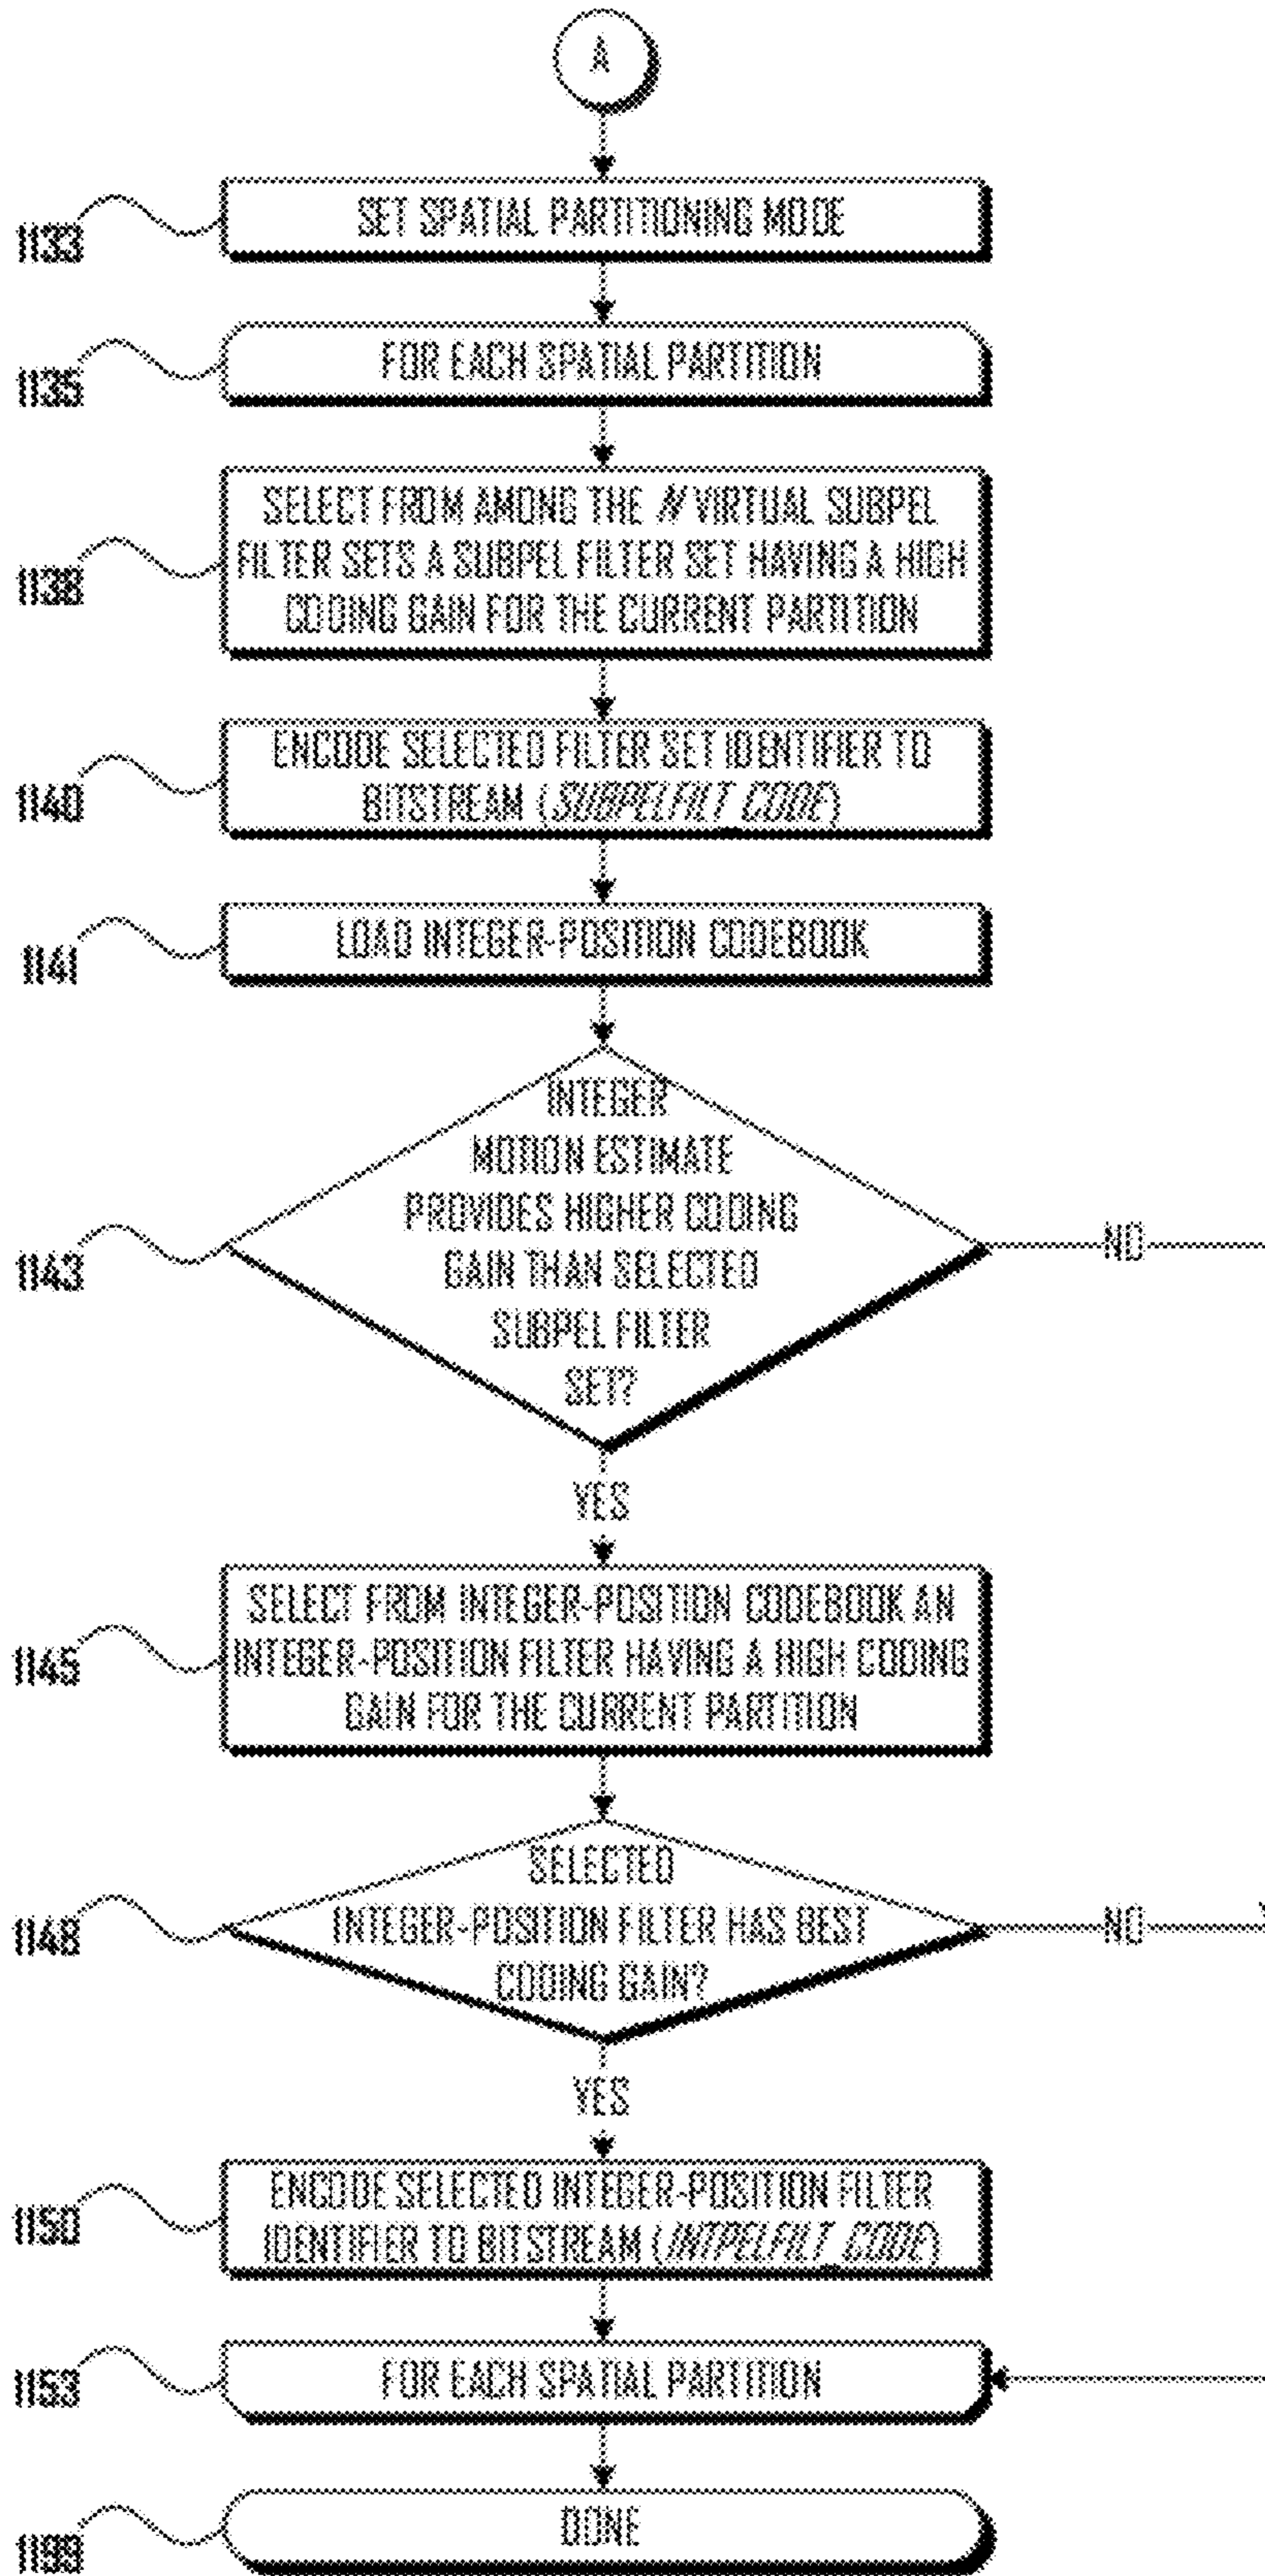 A
1133
SET SPATIAL PARTITIONING MODE
1135
FOR EACH SPATIAL PARTITION
1138
SELECT FROM AMONG THE N VIRTUAL SUBPEL
FILTER SETS A SUBPEL FILTER SET HAVING A HIGH
CODING GAIN FOR THE CURRENT PARTITION
1140
ENCODE SELECTED FILTER SET IDENTIFIER TO
BITSTREAM (SUBPELFILT_CODE)
1141
LOAD INTEGER-POSITION CODEBOOK
1143
INTEGER
MOTION ESTIMATE
PROVIDES HIGHER CODING
GAIN THAN SELECTED
SUBPEL FILTER
SET?
NO
YES
1145
SELECT FROM INTEGER-POSITION CODEBOOK AN
INTEGER-POSITION FILTER HAVING A HIGH CODING
GAIN FOR THE CURRENT PARTITION
1148
SELECTED
INTEGER-POSITION FILTER HAS BEST
CODING GAIN?
NO
YES
1150
ENCODE SELECTED INTEGER-POSITION FILTER
IDENTIFIER TO BITSTREAM (INTPELFILT_CODE)
1153
FOR EACH SPATIAL PARTITION
1199
DONE